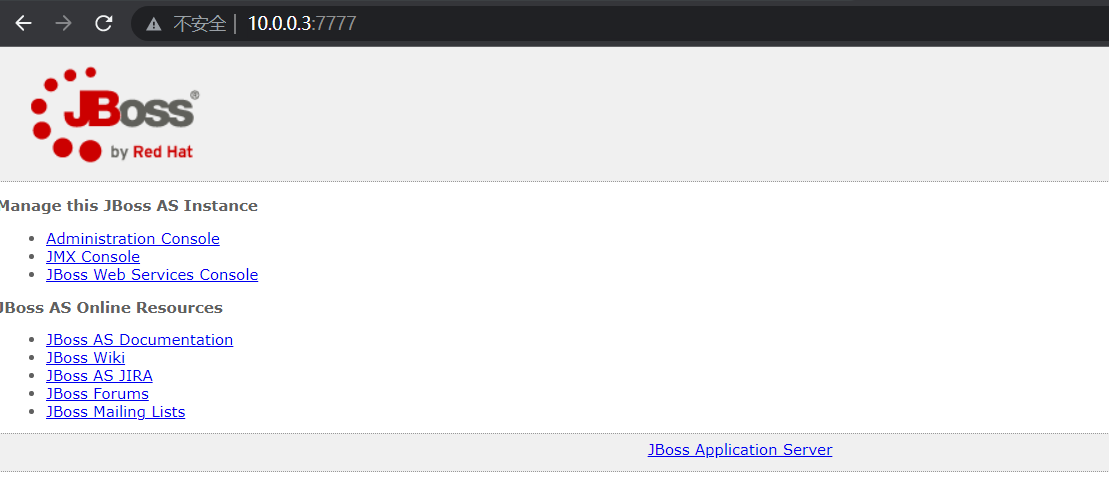 不安全 | 10.0.0.3:7777
JBoss®
by Red Hat
Manage this JBoss AS Instance
Administration Console
JMX Console
JBoss Web Services Console
JBoss AS Online Resources
JBoss AS Documentation
JBoss Wiki
JBoss AS JIRA
JBoss Forums
JBoss Mailing Lists
JBoss Application Server